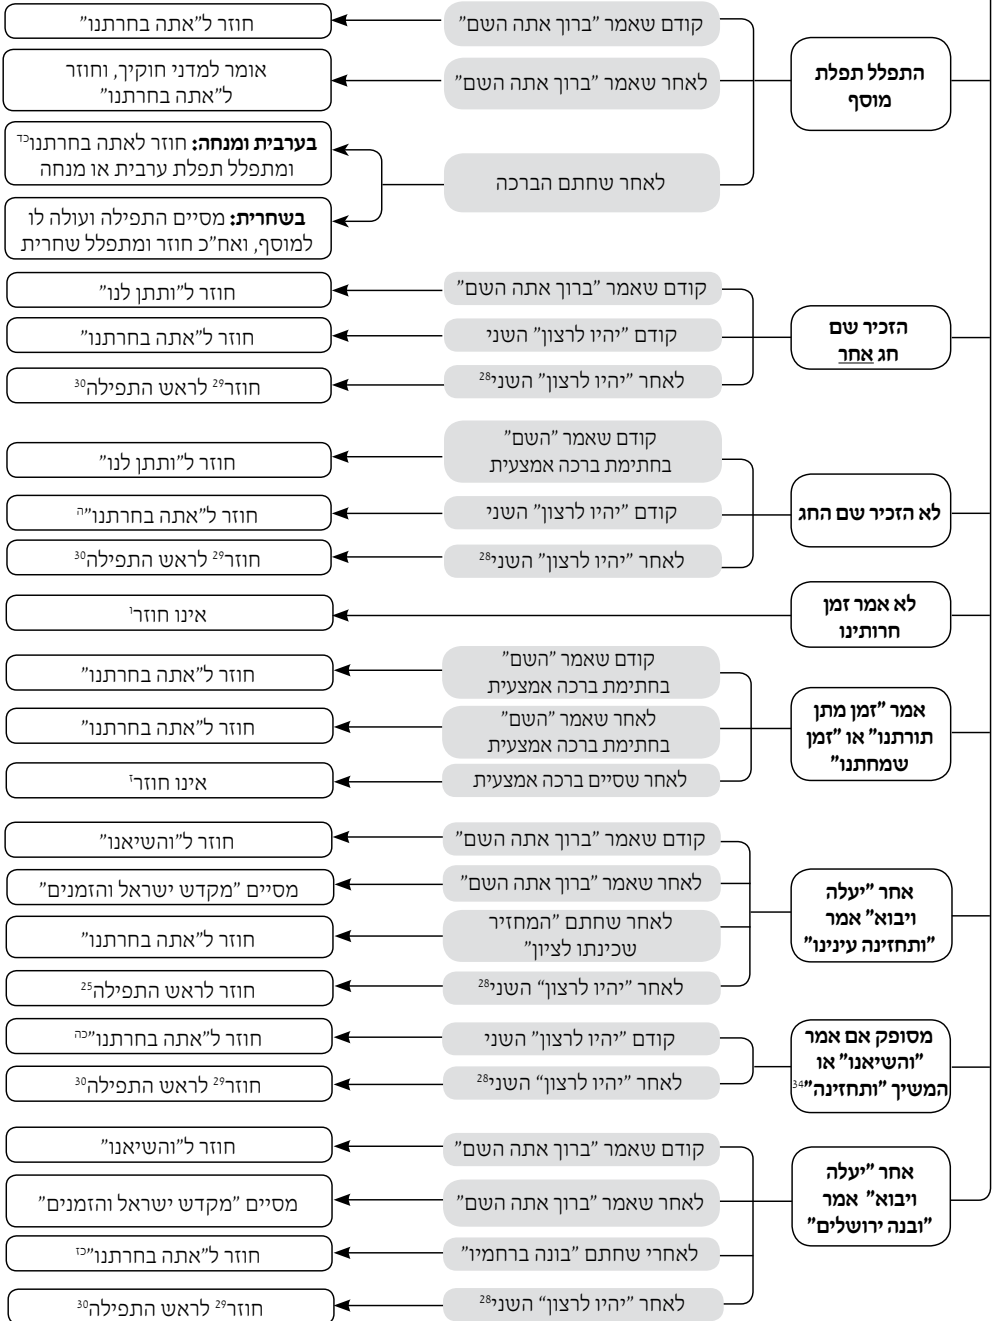 התפלל תפלת
מוסף
קודם שאמר "ברוך אתה השם"
חוזר ל"אתה בחרתנו"
לאחר שאמר "ברוך אתה השם"
אומר למדני חוקיך, וחוזר
ל"אתה בחרתנו"
לאחר שחתם הברכה
בערבית ומנחה: חוזר לאתה בחרתנוכד
ומתפלל תפלת ערבית או מנחה
בשחרית: מסיים התפילה ועולה לו
למוסף, ואח"כ חוזר ומתפלל שחרית
הזכיר שם
חג אחר
קודם שאמר "ברוך אתה השם"
חוזר ל"ותתן לנו"
קודם "יהיו לרצון" השני
חוזר ל"אתה בחרתנו"
לאחר "יהיו לרצון" השני28
חוזר29 לראש התפילה30
לא הזכיר שם החג
קודם שאמר "השם"
בחתימת ברכה אמצעית
חוזר ל"ותתן לנו"
קודם "יהיו לרצון" השני
חוזר ל"אתה בחרתנו"ה
לאחר "יהיו לרצון" השני28
חוזר29 לראש התפילה30
לא אמר זמן
חרותינו
אינו חוזרו
אמר "זמן מתן
תורתנו" או "זמן
שמחתנו"
קודם שאמר "השם"
בחתימת ברכה אמצעית
חוזר ל"אתה בחרתנו"
לאחר שאמר "השם"
בחתימת ברכה אמצעית
חוזר ל"אתה בחרתנו"
לאחר שסיים ברכה אמצעית
אינו חוזרז
אחר "יעלה
ויבוא" אמר
"ותחזינה עינינו"
קודם שאמר "ברוך אתה השם"
חוזר ל"והשיאנו"
לאחר שאמר "ברוך אתה השם"
מסיים "מקדש ישראל והזמנים"
לאחר שחתם "המחזיר
שכינתו לציון"
חוזר ל"אתה בחרתנו"
לאחר "יהיו לרצון" השני28
חוזר לראש התפילה25
מסופק אם אמר
"והשיאנו" או
המשיך "ותחזינה"34
קודם "יהיו לרצון" השני
חוזר ל"אתה בחרתנו"כה
לאחר "יהיו לרצון" השני28
חוזר29 לראש התפילה30
אחר "יעלה
ויבוא" אמר
"ובנה ירושלים"
קודם שאמר "ברוך אתה השם"
חוזר ל"והשיאנו"
לאחר שאמר "ברוך אתה השם"
מסיים "מקדש ישראל והזמנים"
לאחרי שחתם "בונה ברחמיו"
חוזר ל"אתה בחרתנו"כז
לאחר "יהיו לרצון" השני28
חוזר29 לראש התפילה30